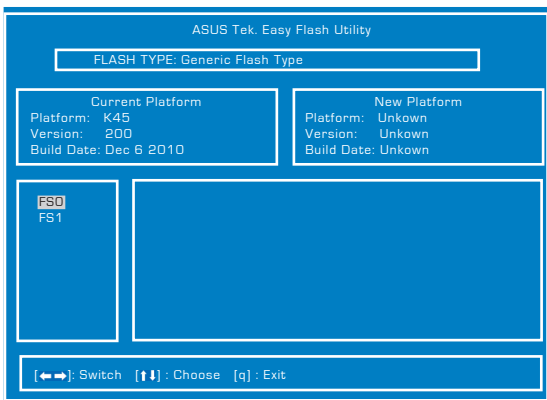 ASUS Tek. Easy Flash Utility
FLASH TYPE: Generic Flash Type
Current Platform
Platform: K45
Version: 200
Build Date: Dec 6 2010
New Platform
Platform: Unkown
Version: Unkown
Build Date: Unkown
FS0
FS1
[←→]: Switch [↑↓] : Choose [q] : Exit